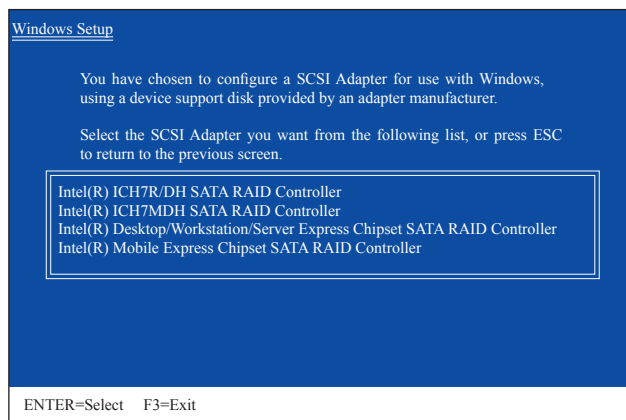 Windows Setup
You have chosen to configure a SCSI Adapter for use with Windows,
using a device support disk provided by an adapter manufacturer.
Select the SCSI Adapter you want from the following list, or press ESC
to return to the previous screen.
Intel(R) ICH7R/DH SATA RAID Controller
Intel(R) ICH7MDH SATA RAID Controller
Intel(R) Desktop/Workstation/Server Express Chipset SATA RAID Controller
Intel(R) Mobile Express Chipset SATA RAID Controller
ENTER=Select F3=Exit